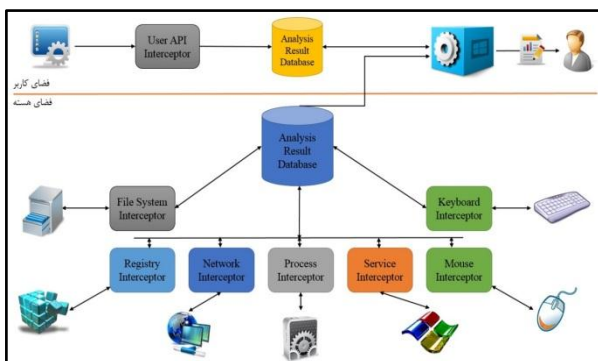 User API
Interceptor
Analysis
Result
Database
فضای کاربر
فضای هسته
Analysis
Result
Database
File System
Interceptor
Keyboard
Interceptor
Registry
Interceptor
Network
Interceptor
Process
Interceptor
Service
Interceptor
Mouse
Interceptor